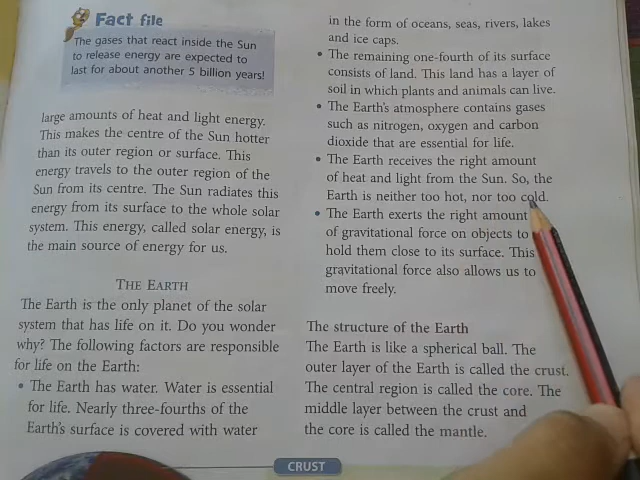 Fact file
The gases that react inside the Sun
to release energy are expected to
last for about another 5 billion years!
large amounts of heat and light energy.
This makes the centre of the Sun hotter
than its outer region or surface. This
energy travels to the outer region of the
Sun from its centre. The Sun radiates this
energy from its surface to the whole solar
system. This energy, called solar energy, is
the main source of energy for us.
THE EARTH
The Earth is the only planet of the solar
system that has life on it. Do you wonder
why? The following factors are responsible
for life on the Earth:
• The Earth has water. Water is essential
for life. Nearly three-fourths of the
Earth's surface is covered with water
in the form of oceans, seas, rivers, lakes
and ice caps.
• The remaining one-fourth of its surface
consists of land. This land has a layer of
soil in which plants and animals can live.
• The Earth's atmosphere contains gases
such as nitrogen, oxygen and carbon
dioxide that are essential for life.
• The Earth receives the right amount
of heat and light from the Sun. So, the
Earth is neither too hot, nor too cold.
• The Earth exerts the right amount
of gravitational force on objects to
hold them close to its surface. This
gravitational force also allows us to
move freely.
The structure of the Earth
The Earth is like a spherical ball. The
outer layer of the Earth is called the crust.
The central region is called the core. The
middle layer between the crust and
the core is called the mantle.
CRUST